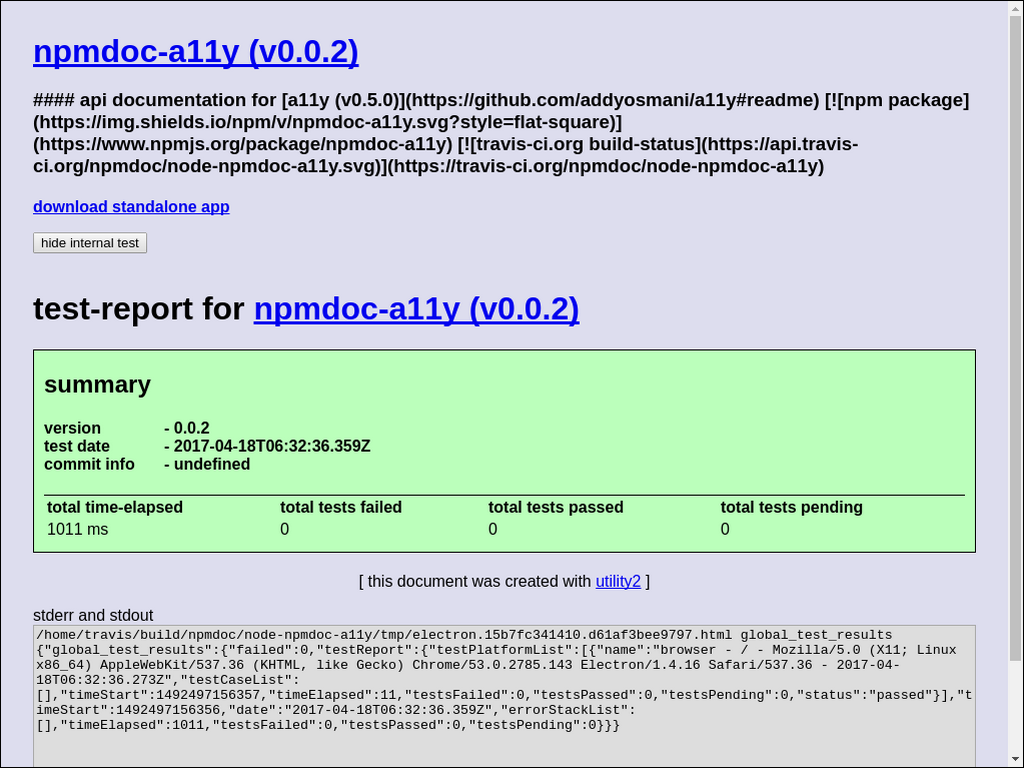 npmdoc-a11y (v0.0.2)
#### api documentation for [a11y (v0.5.0)](https://github.com/addyosmani/a11y#readme) [![npm package]
(https://img.shields.io/npm/v/npmdoc-a11y.svg?style=flat-square)]
(https://www.npmjs.org/package/npmdoc-a11y) [![travis-ci.org build-status](https://api.travis-
ci.org/npmdoc/node-npmdoc-a11y.svg)](https://travis-ci.org/npmdoc/node-npmdoc-a11y)
download standalone app
hide internal test
test-report for npmdoc-a11y (v0.0.2)
summary
version - 0.0.2
test date - 2017-04-18T06:32:36.359Z
commit info - undefined
total time-elapsed total tests failed total tests passed total tests pending
1011 ms 0 0 0
[ this document was created with utility2 ]
stderr and stdout
/home/travis/build/npmdoc/node-npmdoc-a11y/tmp/electron.15b7fc341410.d61af3bee9797.html global_test_results
{"global_test_results":{"failed":0,"testReport":{"testPlatformList":[{"name":"browser - / - Mozilla/5.0 (X11; Linux
x86_64) AppleWebKit/537.36 (KHTML, like Gecko) Chrome/53.0.2785.143 Electron/1.4.16 Safari/537.36 - 2017-04-
18T06:32:36.273Z","testCaseList":
[],"timeStart":1492497156357,"timeElapsed":11,"testsFailed":0,"testsPassed":0,"testsPending":0,"status":"passed"}],"t
imeStart":1492497156356,"date":"2017-04-18T06:32:36.359Z","errorStackList":
[],"timeElapsed":1011,"testsFailed":0,"testsPassed":0,"testsPending":0}}}